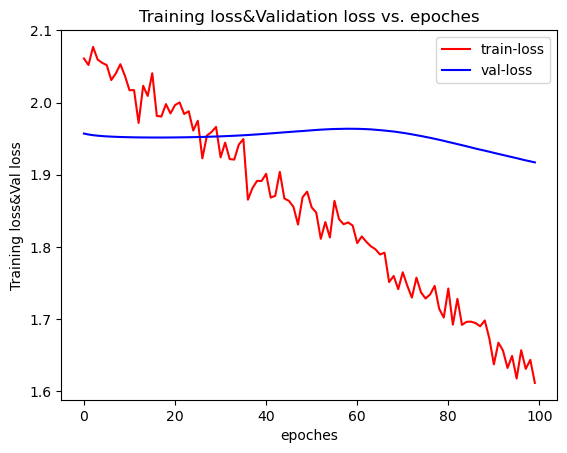 Training loss&Validation loss vs. epoches
train-loss
val-loss
Training loss&Val loss
2.1
2.0
1.9
1.8
1.7
1.6
0
20
40
60
80
100
epoches